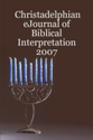 Christadelphian
eJournal of
Biblical
Interpretation
2007